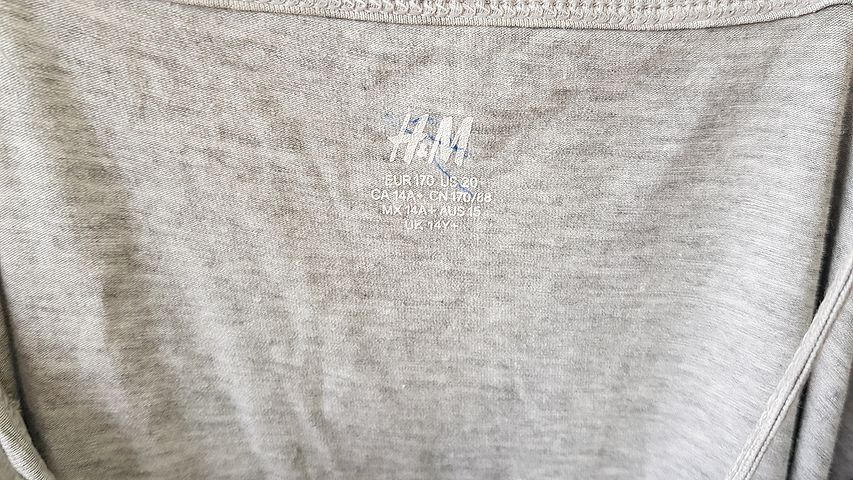 H&M
EUR 170 US 20
CA 14A+ CN 170/88
MX 14A+ AUS 15
UK 14Y+